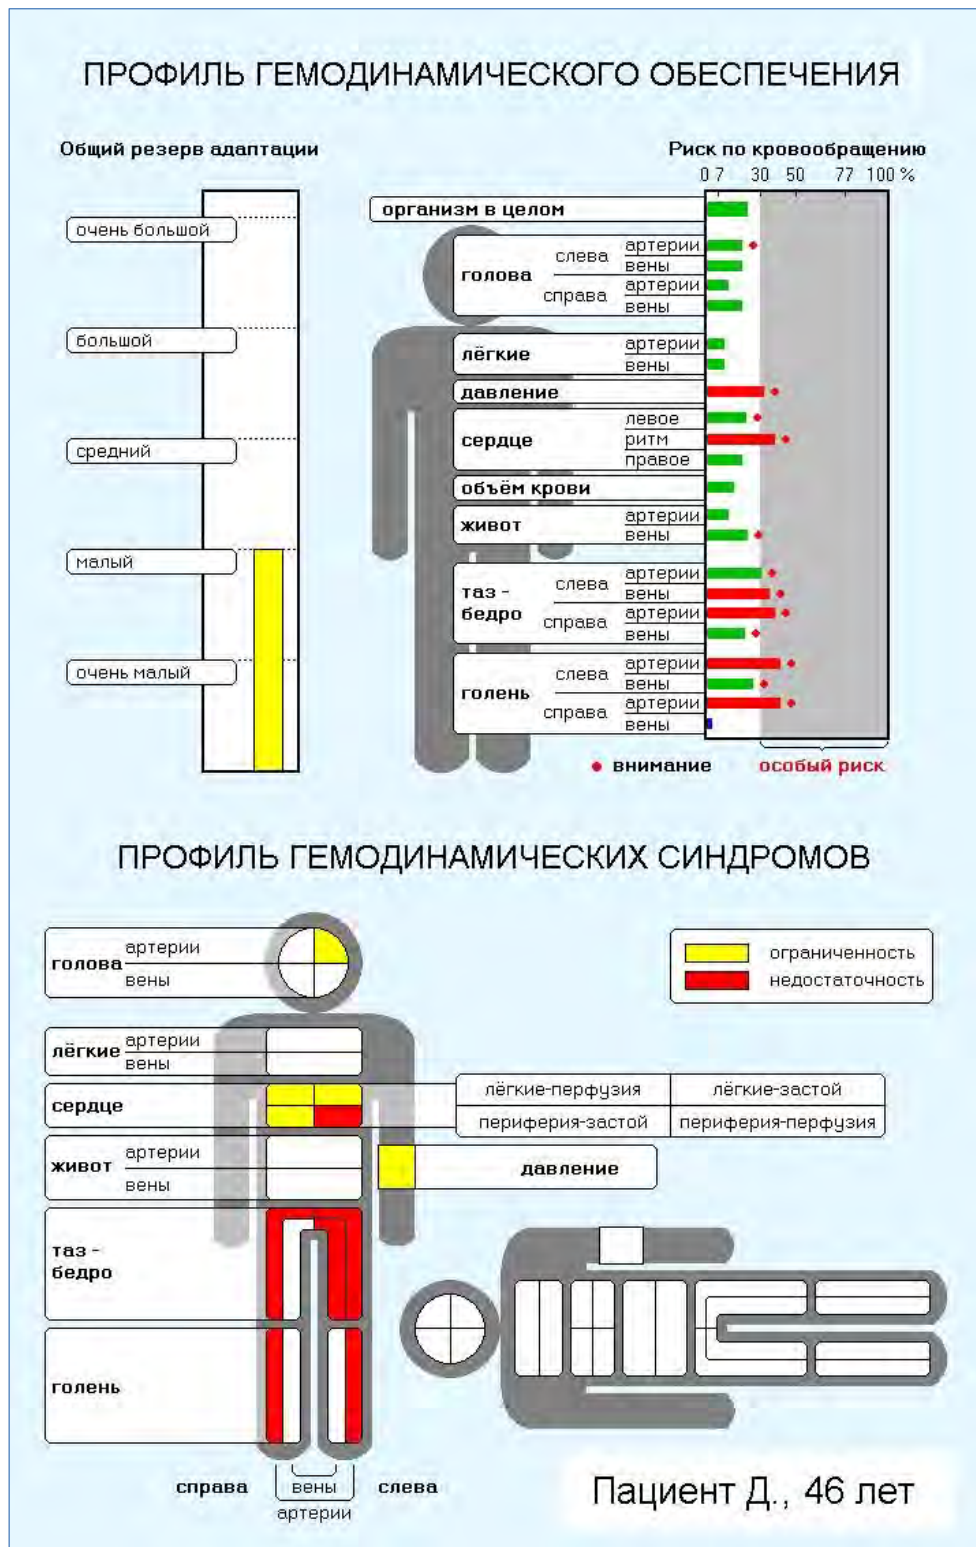 ПРОФИЛЬ ГЕМОДИНАМИЧЕСКОГО ОБЕСПЕЧЕНИЯ
Общий резерв адаптации
Риск по кровообращению
0 7 30 50 77 100 %
очень большой
большой
средний
малый
очень малый
организм в целом
голова
слева
артерии
вены
справа
артерии
вены
лёгкие
артерии
вены
давление
сердце
левое
ритм
правое
объём крови
живот
артерии
вены
таз -
бедро
слева
артерии
вены
справа
артерии
вены
голень
слева
артерии
вены
справа
артерии
вены
внимание
особый риск
ПРОФИЛЬ ГЕМОДИНАМИЧЕСКИХ СИНДРОМОВ
голова
артерии
вены
ограниченность
недостаточность
лёгкие
артерии
вены
сердце
лёгкие-перфузия
лёгкие-застой
периферия-застой
периферия-перфузия
живот
артерии
вены
давление
таз -
бедро
голень
справа
вены
слева
артерии
Пациент Д., 46 лет